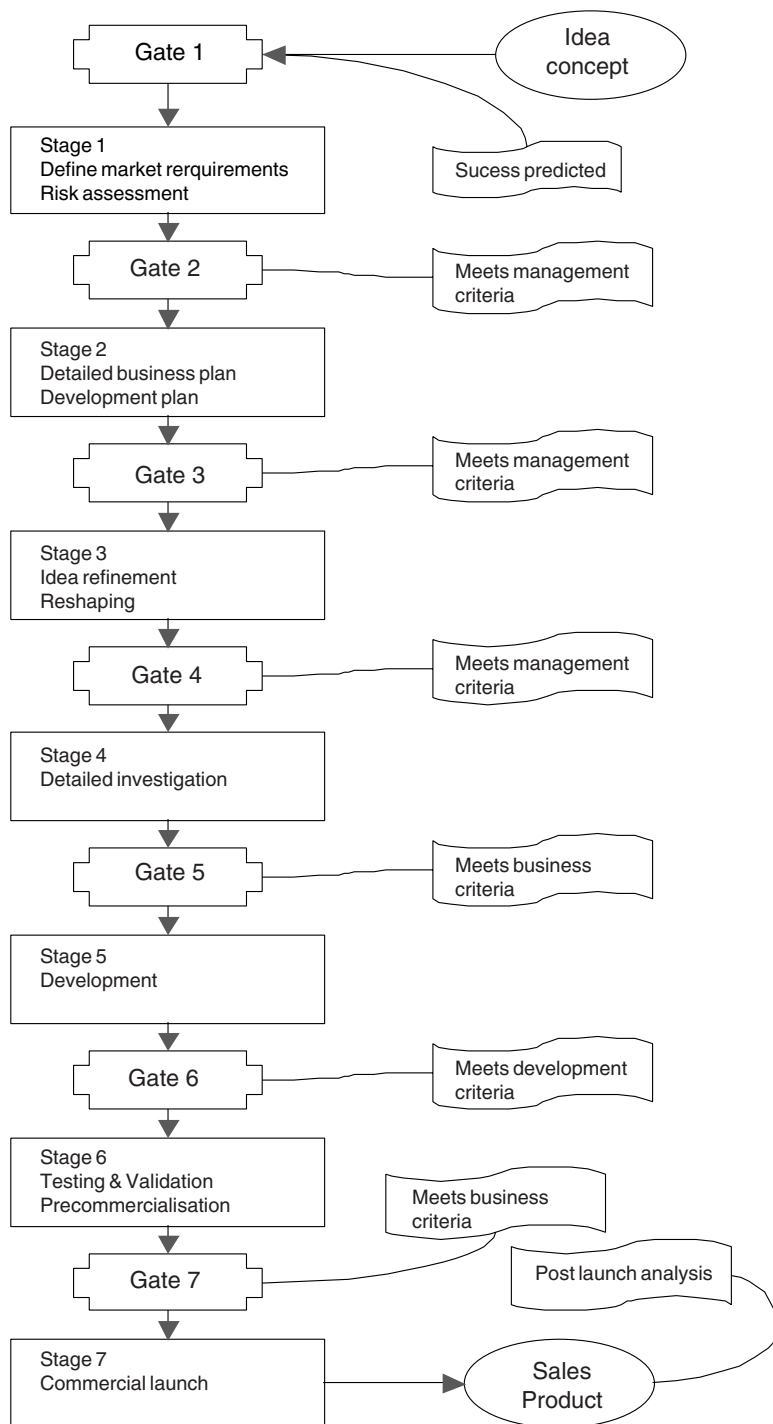 Gate 1
Idea
concept
Stage 1
Define market rerquirements
Risk assessment
Sucess predicted
Gate 2
Meets management
criteria
Stage 2
Detailed business plan
Development plan
Gate 3
Meets management
criteria
Stage 3
Idea refinement
Reshaping
Gate 4
Meets management
criteria
Stage 4
Detailed investigation
Gate 5
Meets business
criteria
Stage 5
Development
Gate 6
Meets development
criteria
Stage 6
Testing & Validation
Precommercialisation
Meets business
criteria
Gate 7
Post launch analysis
Stage 7
Commercial launch
Sales
Product